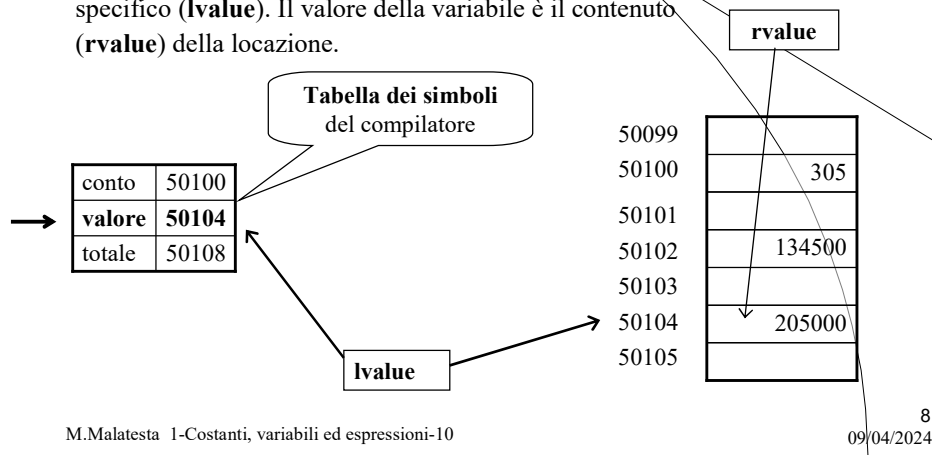 specifico (lvalue). Il valore della variabile è il contenuto
(rvalue) della locazione.
rvalue
Tabella dei simboli
del compilatore
conto 50100
valore 50104
totale 50108
50099
50100 305
50101
50102 134500
50103
50104 205000
50105
lvalue
M.Malatesta 1-Costanti, variabili ed espressioni-10
8
09/04/2024